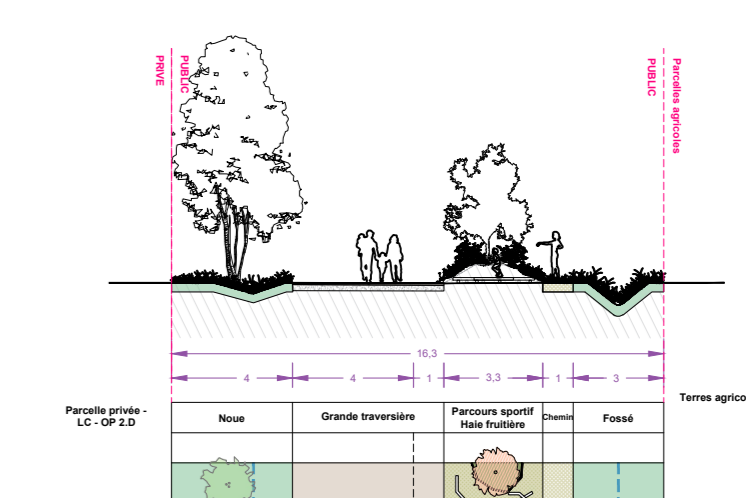 PRIVE
PUBLIC
PUBLIC
Parcelles agricoles
16,3
4
4
1
3,3
1
3
Parcelle privée -
LC - OP 2.D
Noue
Grande traversière
Parcours sportif
Haie fruitière
Chemin
Fossé
Terres agrico